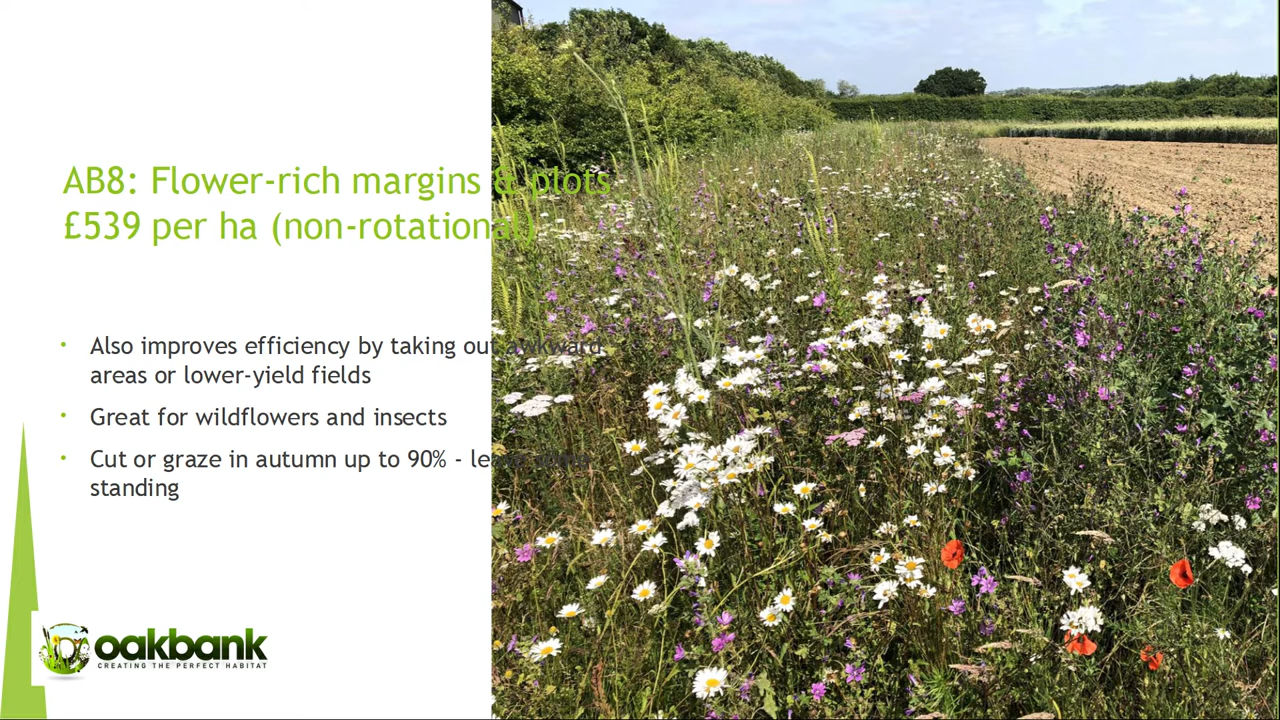 AB8: Flower-rich margins & plots
£539 per ha (non-rotational)
• Also improves efficiency by taking out awkward
areas or lower-yield fields
• Great for wildflowers and insects
• Cut or graze in autumn up to 90% - leave some
standing
oakbank
CREATING THE PERFECT HABITAT